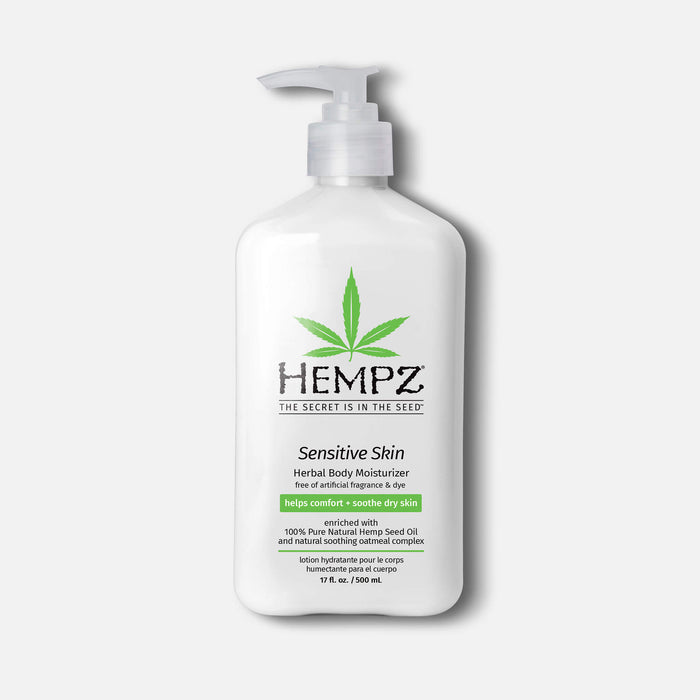 HEMPZ®
THE SECRET IS IN THE SEED™
Sensitive Skin
Herbal Body Moisturizer
free of artificial fragrance & dye
helps comfort + soothe dry skin
enriched with
100% Pure Natural Hemp Seed Oil
and natural soothing oatmeal complex
lotion hydratante pour le corps
humectante para el cuerpo
17 fl. oz. / 500 mL